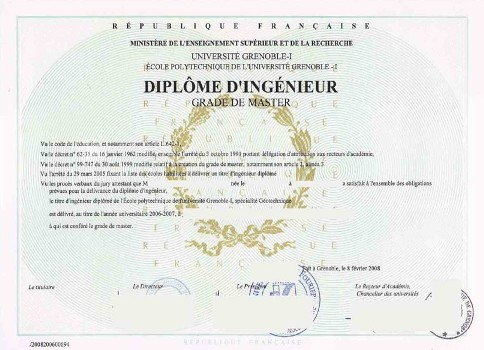 RÉPUBLIQUE FRANÇAISE
MINISTÈRE DE L'ENSEIGNEMENT SUPÉRIEUR ET DE LA RECHERCHE
UNIVERSITÉ GRENOBLE-I
(ÉCOLE POLYTECHNIQUE DE L'UNIVERSITÉ GRENOBLE -I
DIPLÔME D'INGÉNIEUR
GRADE DE MASTER
Vu le code de l'éducation, et notamment son article L.642-1,
Vu le décret n° 62-35 du 16 janvier 1962 modifié, ensemble l'arrêté du 5 octobre 1991 portant délégation d'attributions aux recteurs d'académie,
Vu le décret n° 99-747 du 30 août 1999 modifié relatif à la création du grade de master, notamment son article 2, alinéa 3
Vu l'arrêté du 29 mars 2005 fixant la liste des écoles habilitées à délivrer un titre d'ingénieur diplômé
Vu les procès verbaux du jury attestant que M née le à a satisfait à l'ensemble des obligations
prévues pour la délivrance du diplôme d'ingénieur,
le titre d'ingénieur diplômé de l'École polytechnique de l'université Grenoble-I, spécialité Géotechnique
est délivré, au titre de l'année universitaire 2006-2007, à
à qui est conféré le grade de master.
Fait à Grenoble, le 8 février 2008
Le titulaire Le Directeur Le Président Le Recteur d'Académie,
Chancelier des universités
/2008200600094
RÉPUBLIQUE FRANÇAISE